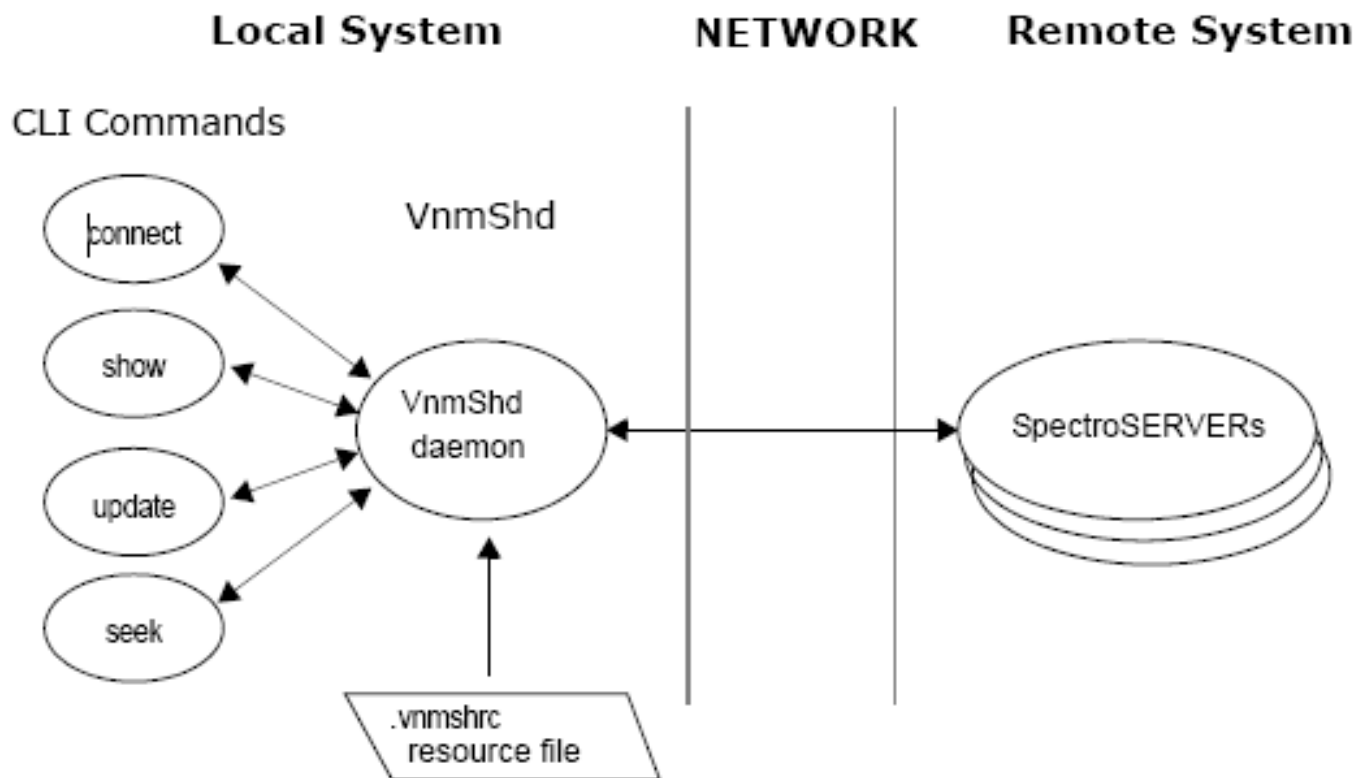 Local System
NETWORK
Remote System
CLI Commands
VnmShd
connect
show
update
seek
VnmShd
daemon
SpectroSERVERs
.vnmshrc
resource file